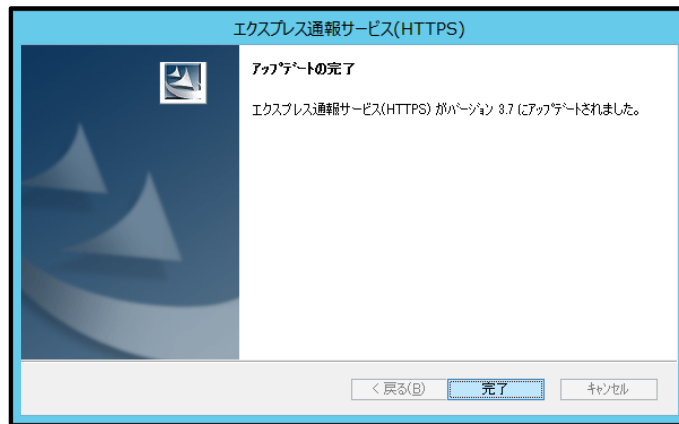 エクスプレス通報サービス(HTTPS)
ｱｯﾌﾟﾃﾞｰﾄの完了
エクスプレス通報サービス(HTTPS) がﾊﾞｰｼﾞｮﾝ 3.7 にｱｯﾌﾟﾃﾞｰﾄされました。
< 戻る(B)
完了
ｷｬﾝｾﾙ